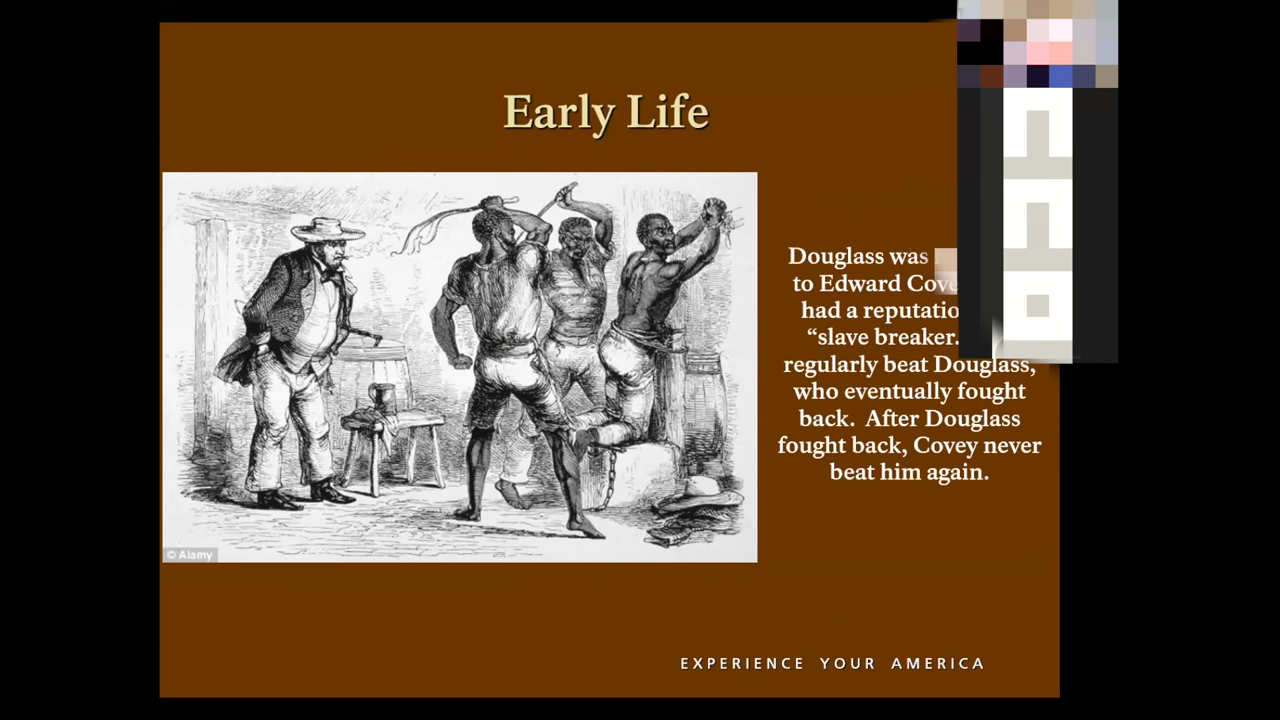 Early Life
Douglass was
to Edward
had a
“slave breaker.
regularly beat Douglass,
who eventually fought
back. After Douglass
fought back, Covey never
beat him again.
© Alamy
EXPERIENCE YOUR AMERICA